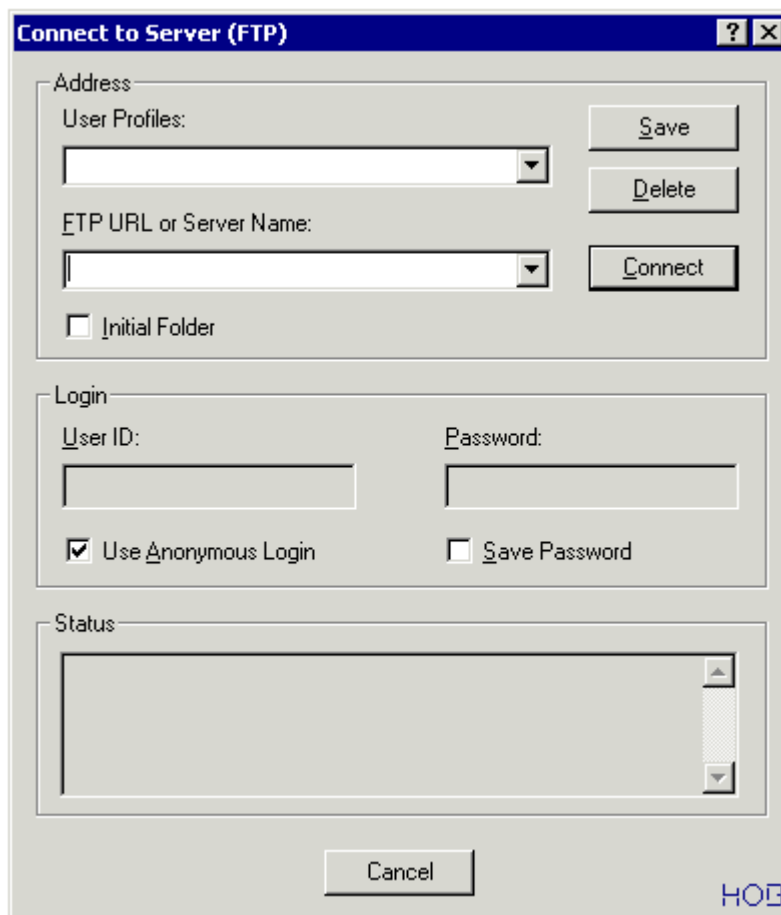 Connect to Server (FTP)
Address
User Profiles:
Save
Delete
FTP URL or Server Name:
Connect
Initial Folder
Login
User ID:
Password:
Use Anonymous Login
Save Password
Status
Cancel